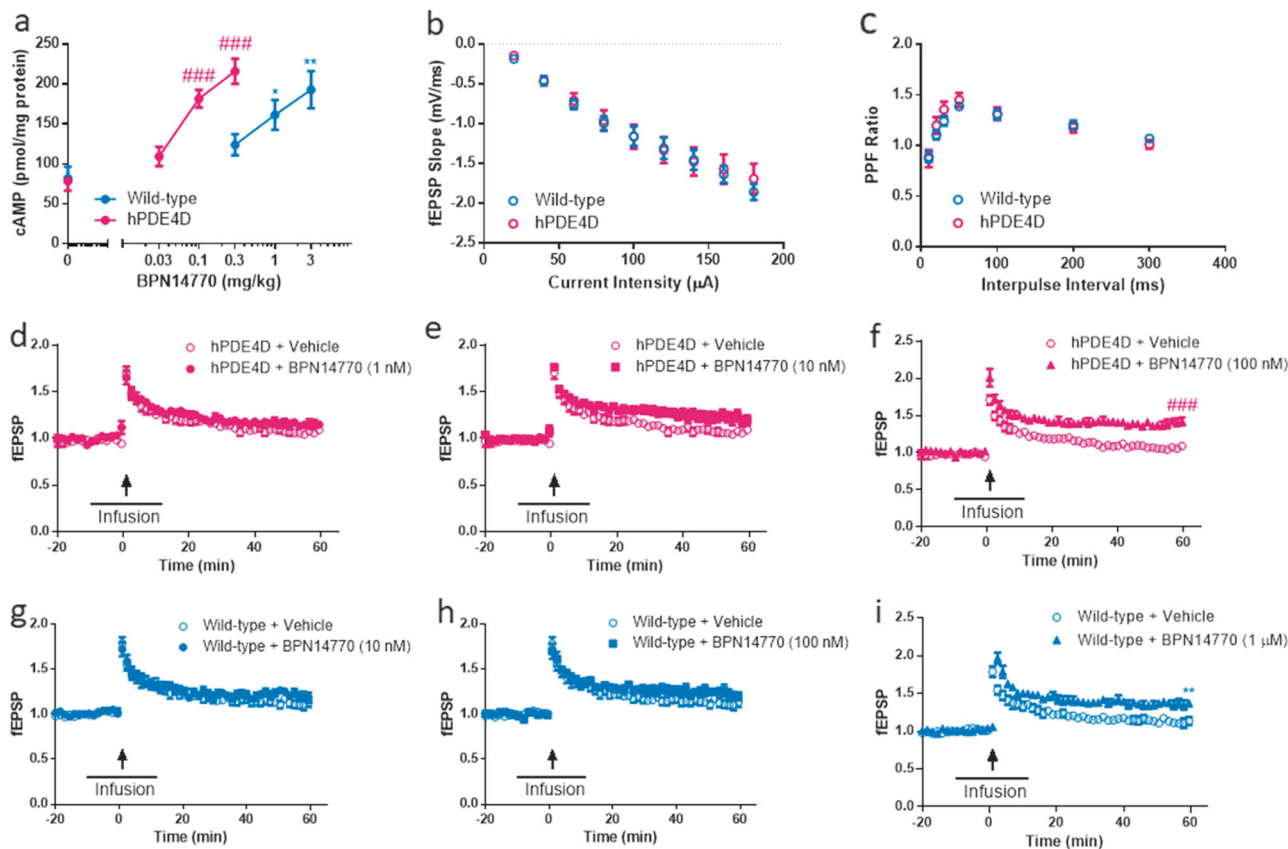 a
cAMP (pmol/mg protein)
250
200
150
100
50
0
###
###
*
**
Wild-type
hPDE4D
0
0.03
0.1
0.3
1
3
BPN14770 (mg/kg)
b
fEPSP Slope (mV/ms)
0.0
-0.5
-1.0
-1.5
-2.0
-2.5
Wild-type
hPDE4D
0
50
100
150
200
Current Intensity (μA)
c
PPF Ratio
2.0
1.5
1.0
0.5
0.0
Wild-type
hPDE4D
0
100
200
300
400
Interpulse Interval (ms)
d
fEPSP
2.0
1.5
1.0
0.5
0.0
hPDE4D + Vehicle
hPDE4D + BPN14770 (1 nM)
Infusion
-20
0
20
40
60
Time (min)
e
fEPSP
2.0
1.5
1.0
0.5
0.0
hPDE4D + Vehicle
hPDE4D + BPN14770 (10 nM)
Infusion
-20
0
20
40
60
Time (min)
f
fEPSP
2.5
2.0
1.5
1.0
0.5
0.0
hPDE4D + Vehicle
hPDE4D + BPN14770 (100 nM)
###
Infusion
-20
0
20
40
60
Time (min)
g
fEPSP
2.0
1.5
1.0
0.5
0.0
Wild-type + Vehicle
Wild-type + BPN14770 (10 nM)
Infusion
-20
0
20
40
60
Time (min)
h
fEPSP
2.0
1.5
1.0
0.5
0.0
Wild-type + Vehicle
Wild-type + BPN14770 (100 nM)
Infusion
-20
0
20
40
60
Time (min)
i
fEPSP
2.5
2.0
1.5
1.0
0.5
0.0
Wild-type + Vehicle
Wild-type + BPN14770 (1 μM)
**
Infusion
-20
0
20
40
60
Time (min)